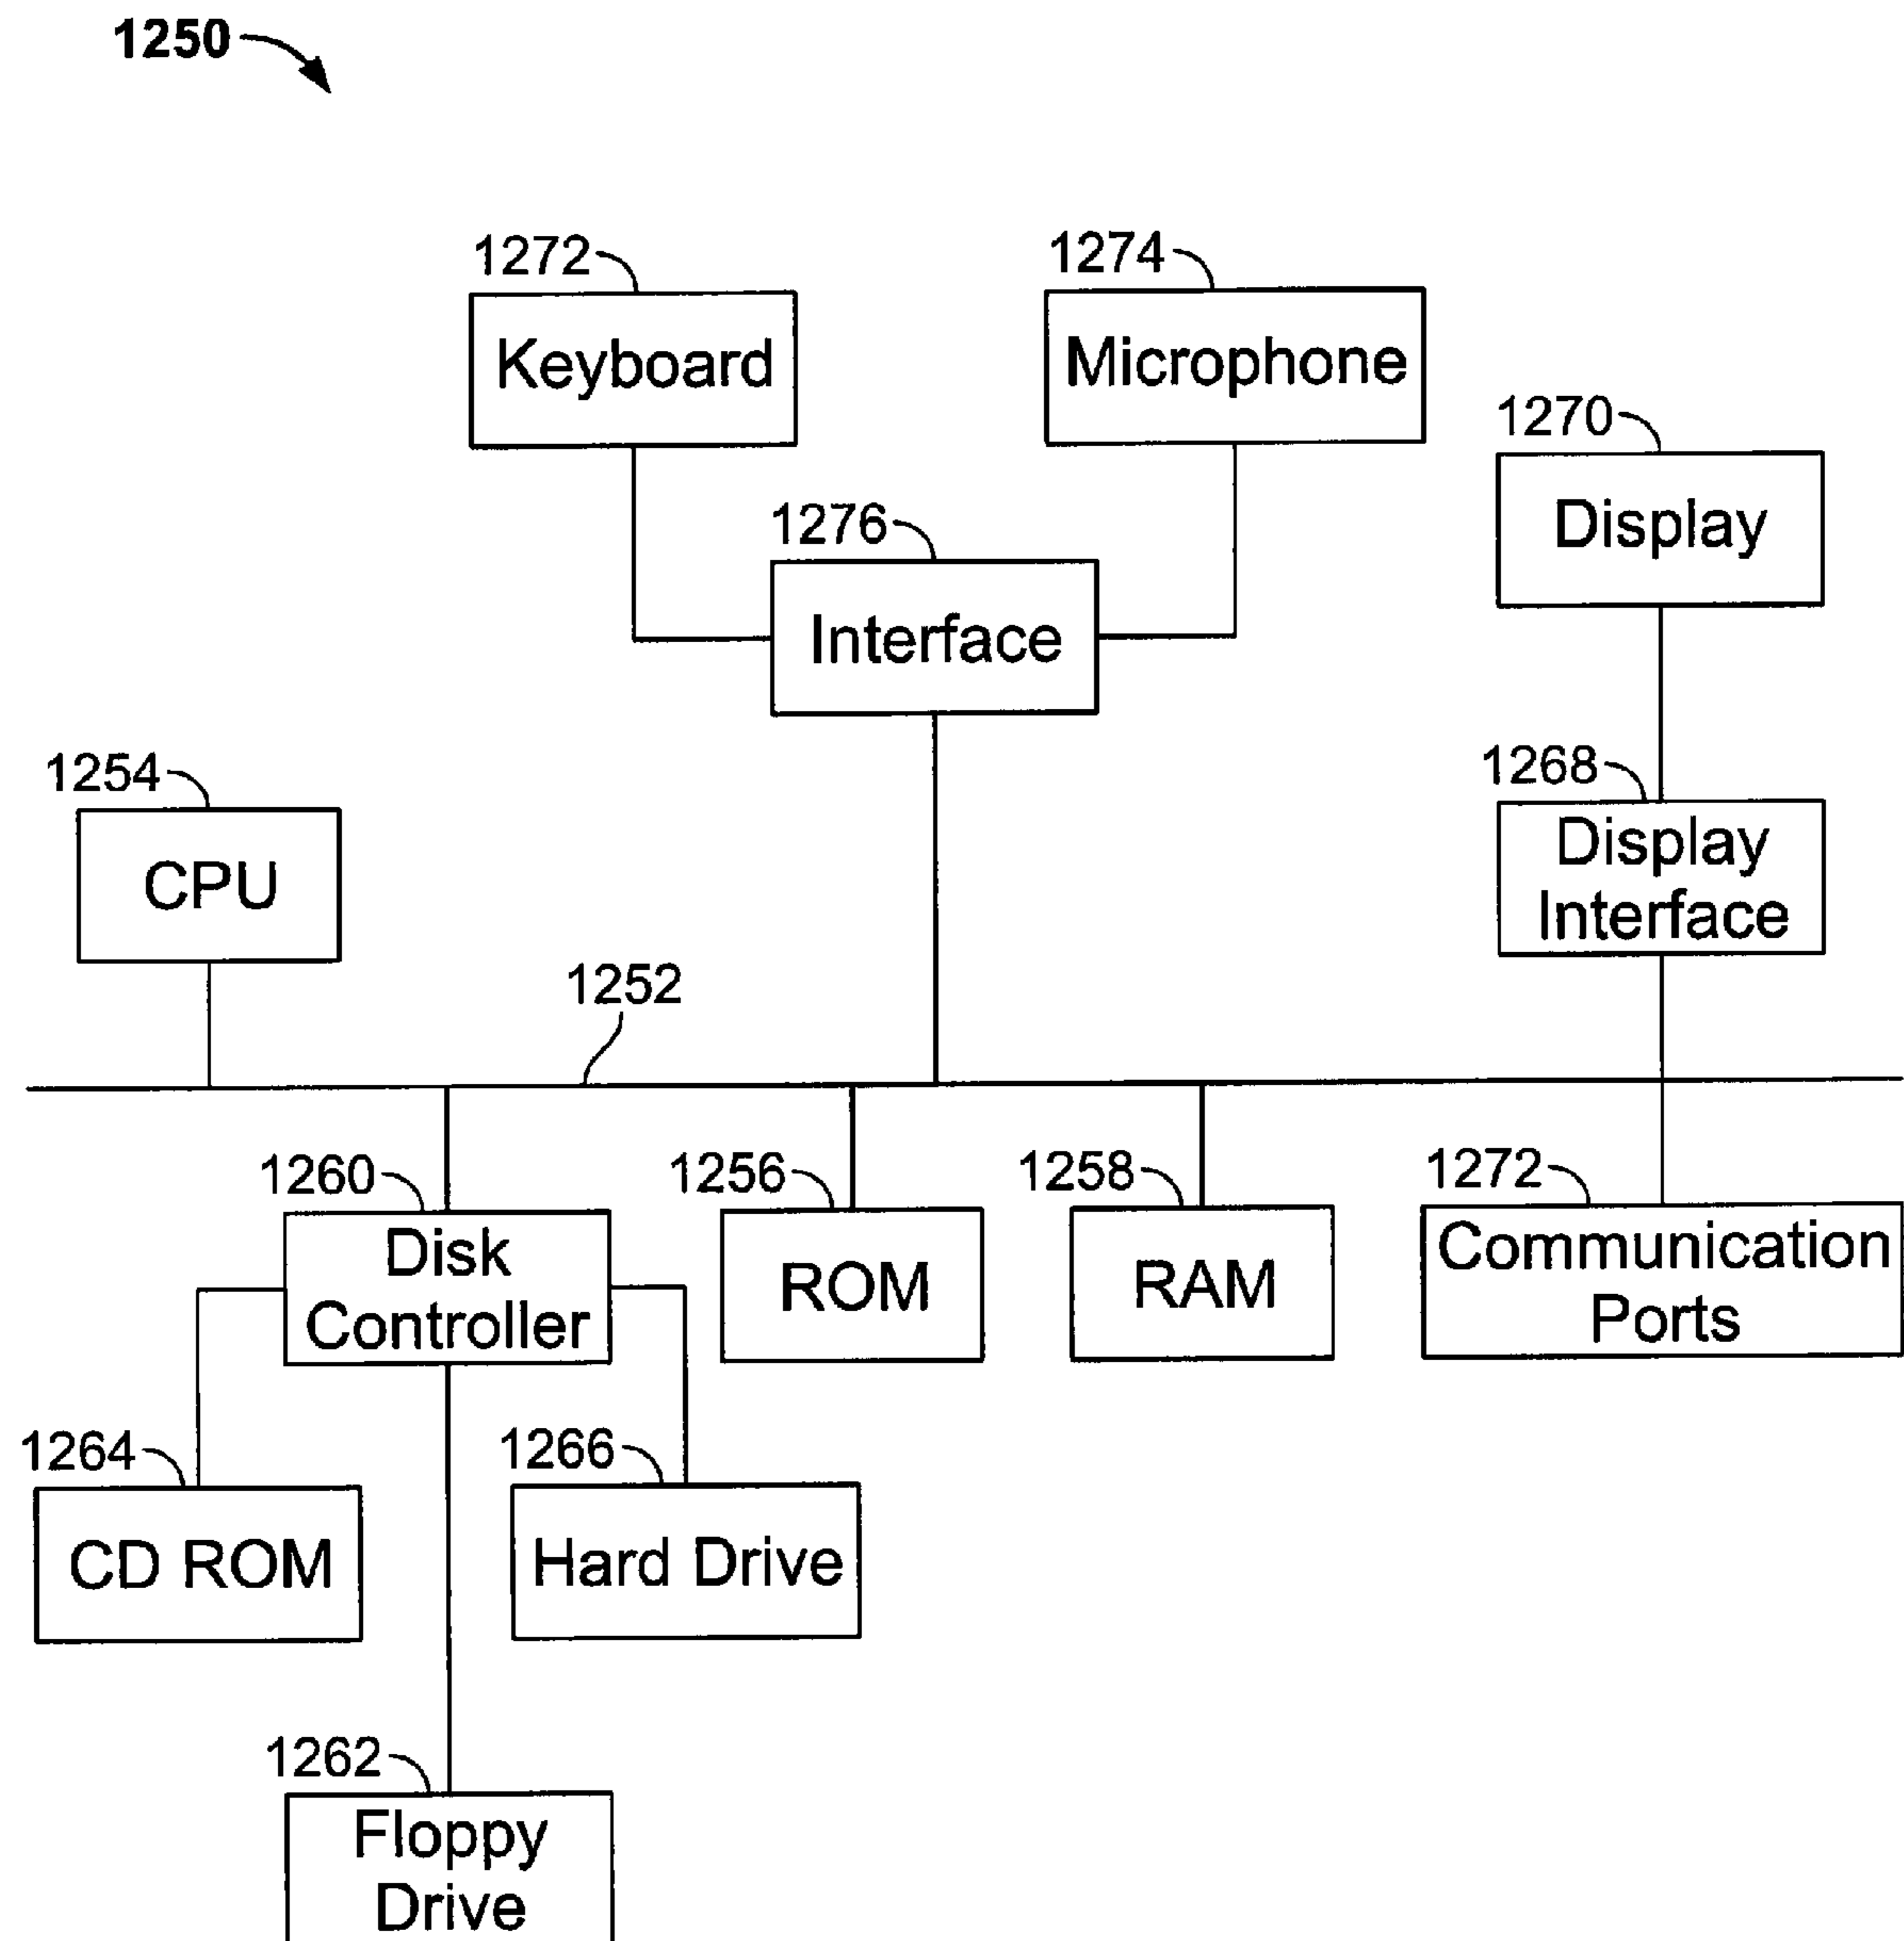 1250
1272
1274
Keyboard
Microphone
1270
Display
1276
Interface
1254
CPU
1268
Display
Interface
1252
1260
Disk
Controller
1256
ROM
1258
RAM
1272
Communication
Ports
1264
CD ROM
1266
Hard Drive
1262
Floppy
Drive